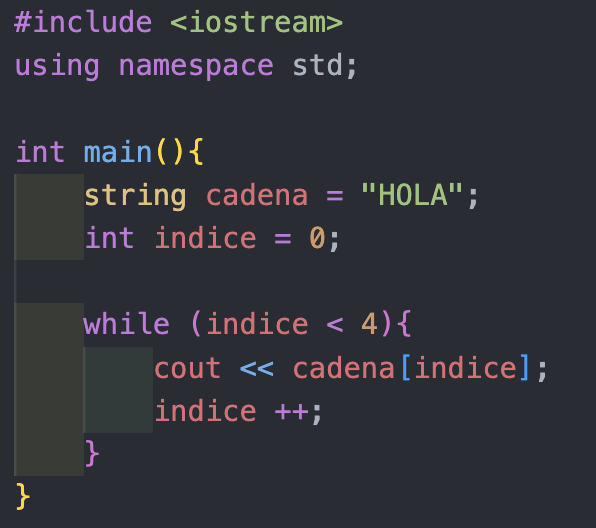 #include <iostream>
using namespace std;

int main(){
    string cadena = "HOLA";
    int indice = 0;

    while (indice < 4){
        cout << cadena[indice];
        indice ++;
    }
}